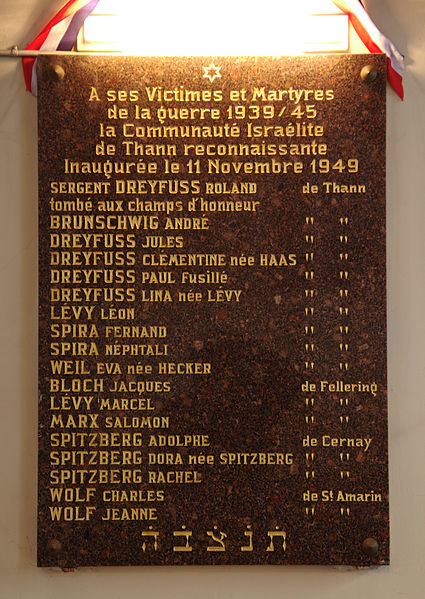 A ses Victimes et Martyres
de la guerre 1939/45
la Communauté Israélite
de Thann reconnaissante
Inaugurée le 11 Novembre 1949
SERGENT DREYFUSS ROLAND de Thann
tombé aux champs d'honneur
BRUNSCHWIG ANDRÉ " "
DREYFUSS JULES " "
DREYFUSS CLÉMENTINE née HAAS " "
DREYFUSS PAUL Fusillé " "
DREYFUSS LINA née LÉVY " "
LÉVY LÉON " "
SPIRA FERNAND " "
SPIRA NÉPHTALI " "
WEIL EVA née HECKER " "
BLOCH JACQUES de Fellering
LÉVY MARCEL " "
MARX SALOMON " "
SPITZBERG ADOLPHE de Cernay
SPITZBERG DORA née SPITZBERG " "
SPITZBERG RACHEL " "
WOLF CHARLES de St Amarin
WOLF JEANNE " "
ת נ צ ב ה